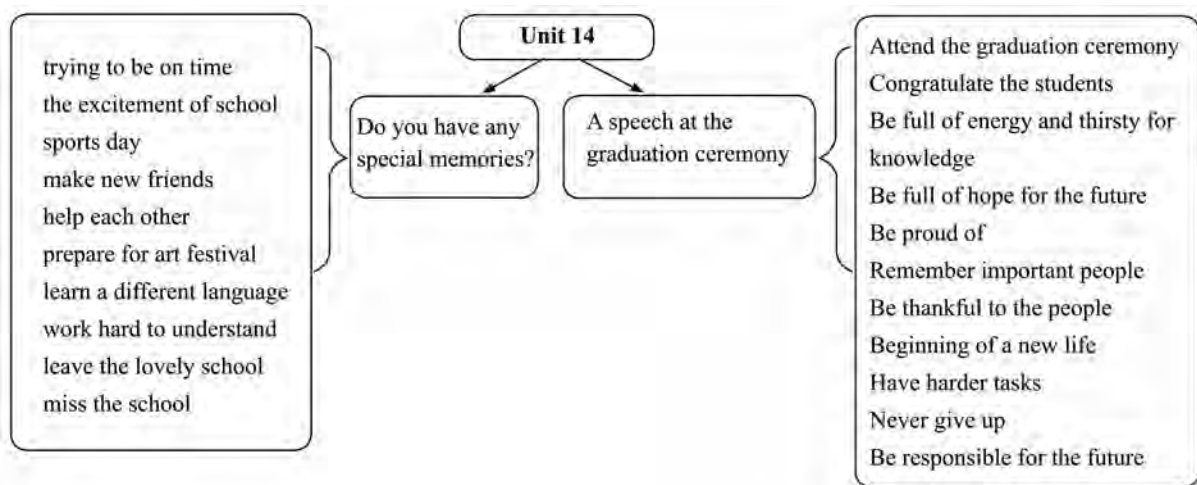 Unit 14
trying to be on time
the excitement of school
sports day
make new friends
help each other
prepare for art festival
learn a different language
work hard to understand
leave the lovely school
miss the school
Do you have any
special memories?
A speech at the
graduation ceremony
Attend the graduation ceremony
Congratulate the students
Be full of energy and thirsty for
knowledge
Be full of hope for the future
Be proud of
Remember important people
Be thankful to the people
Beginning of a new life
Have harder tasks
Never give up
Be responsible for the future